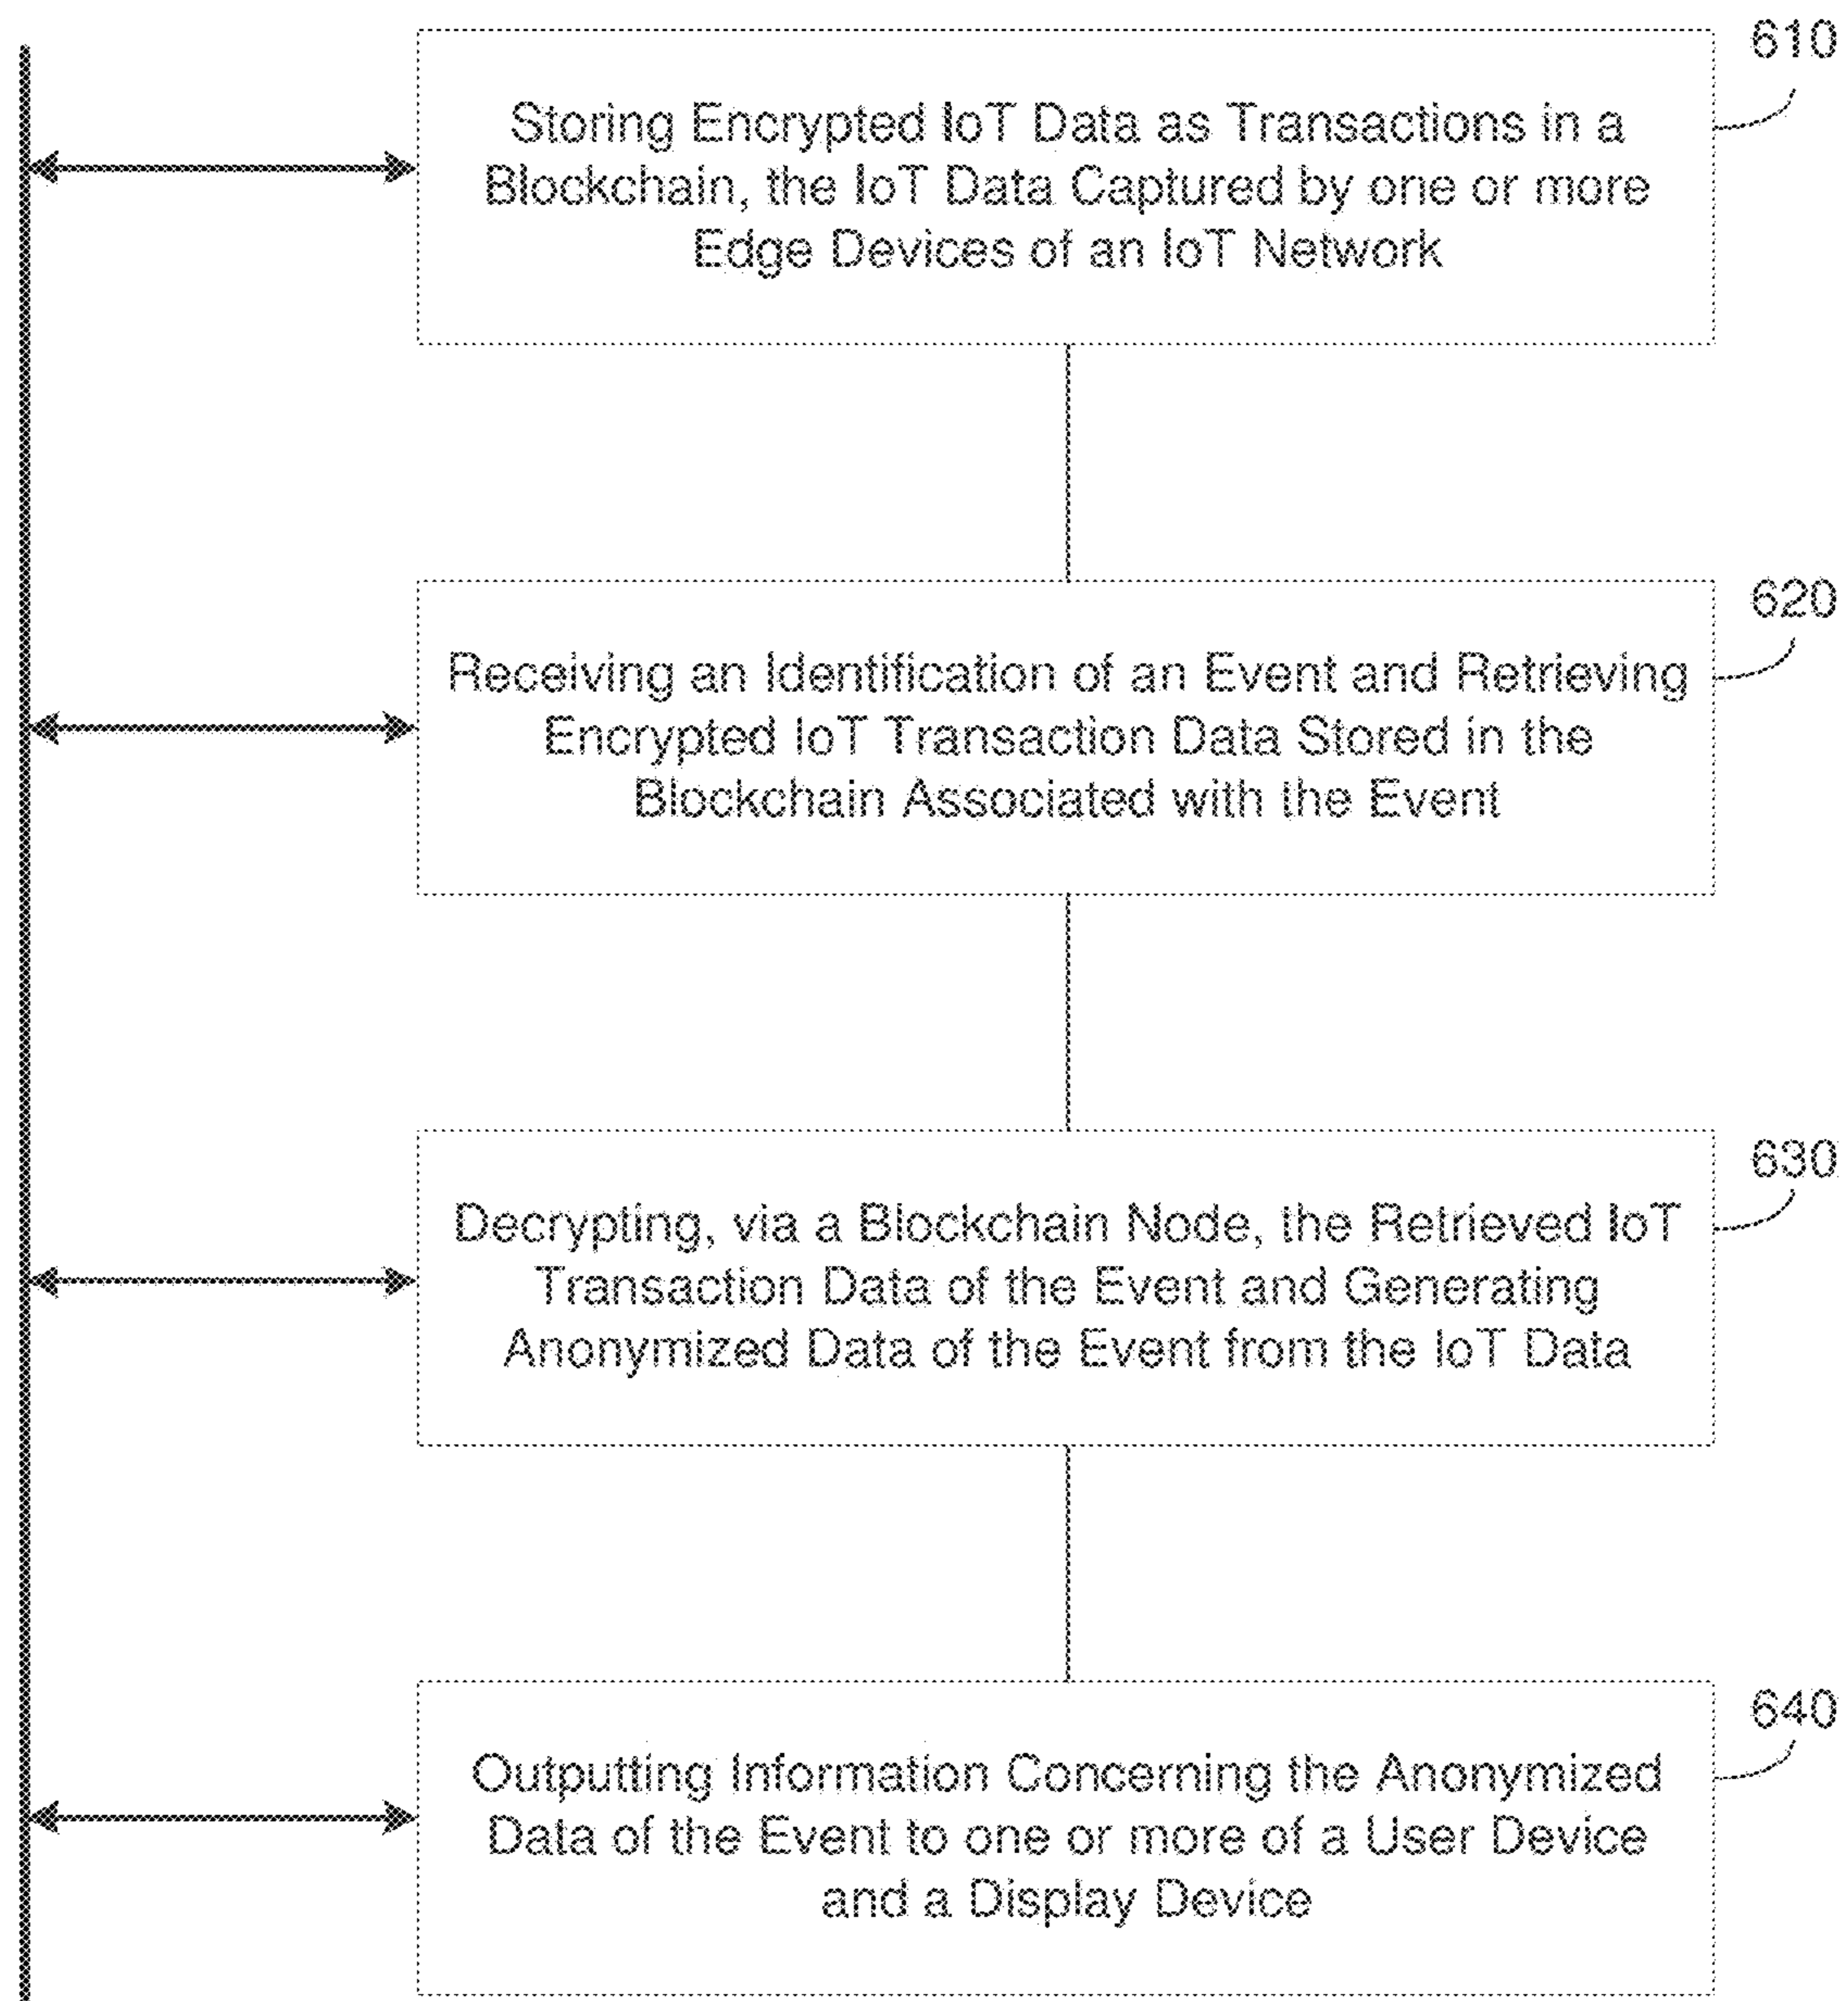 610
Storing Encrypted IoT Data as Transactions in a
Blockchain, the IoT Data Captured by one or more
Edge Devices of an IoT Network
620
Receiving an Identification of an Event and Retrieving
Encrypted IoT Transaction Data Stored in the
Blockchain Associated with the Event
630
Decrypting, via a Blockchain Node, the Retrieved IoT
Transaction Data of the Event and Generating
Anonymized Data of the Event from the IoT Data
640
Outputting Information Concerning the Anonymized
Data of the Event to one or more of a User Device
and a Display Device